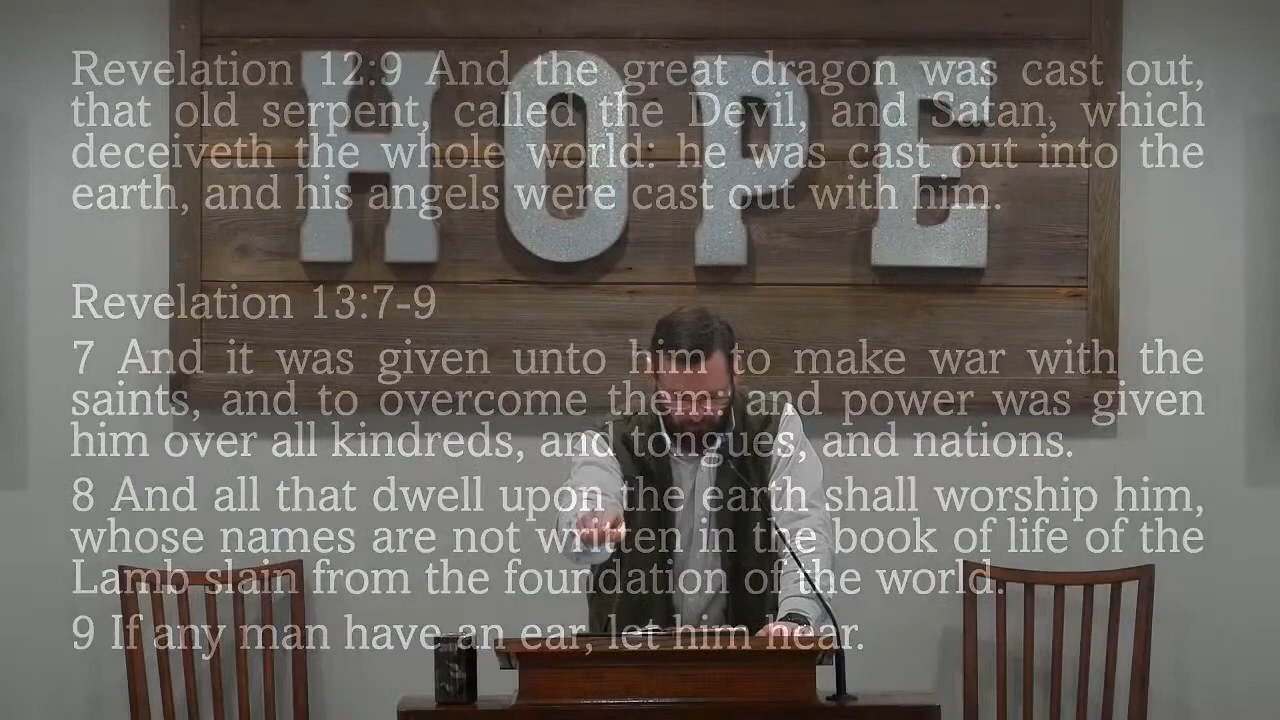 HOPE
Revelation 12:9 And the great dragon was cast out,
that old serpent, called the Devil, and Satan, which
deceiveth the whole world: he was cast out into the
earth, and his angels were cast out with him.
Revelation 13:7-9
7 And it was given unto him to make war with the
saints, and to overcome them: and power was given
him over all kindreds, and tongues, and nations.
8 And all that dwell upon the earth shall worship him,
whose names are not written in the book of life of the
Lamb slain from the foundation of the world.
9 If any man have an ear, let him hear.